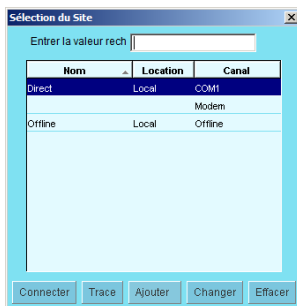 Sélection du Site
Entrer la valeur rech
Nom Location Canal
Direct Local COM1
Modem
Offline Local Offline
Connecter Trace Ajouter Changer Effacer